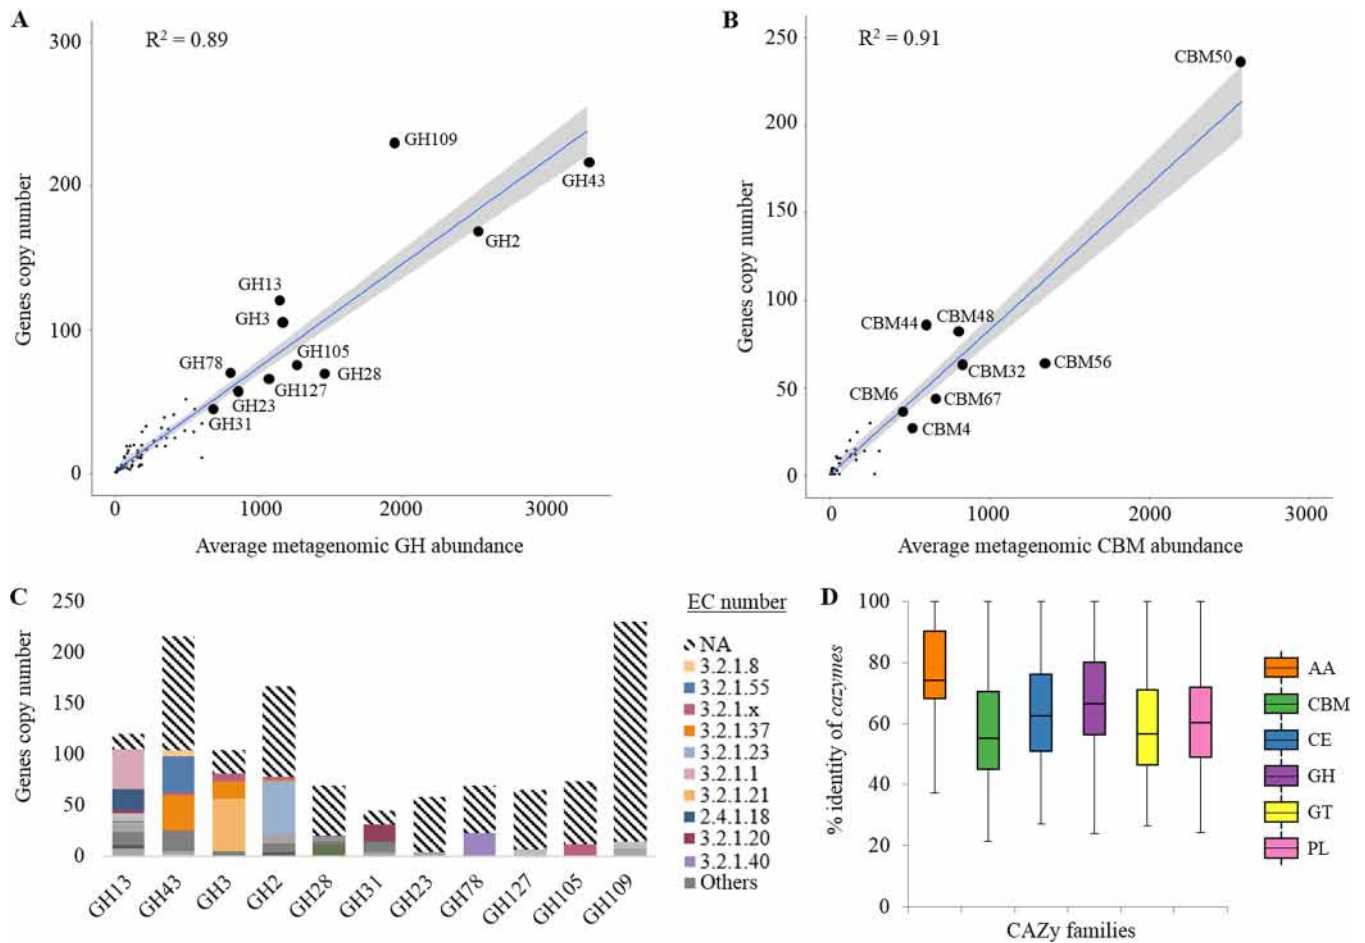 A
R² = 0.89
300
200
100
0
Genes copy number
GH109
GH43
GH2
GH13
GH3
GH105
GH78
GH28
GH127
GH23
GH31
0
1000
2000
3000
Average metagenomic GH abundance
B
R² = 0.91
250
200
150
100
50
0
Genes copy number
CBM50
CBM44
CBM48
CBM56
CBM32
CBM6
CBM67
CBM4
0
1000
2000
3000
Average metagenomic CBM abundance
C
250
200
150
100
50
0
Genes copy number
GH13
GH43
GH3
GH2
GH28
GH31
GH23
GH78
GH127
GH105
GH109
EC number
NA
3.2.1.8
3.2.1.55
3.2.1.x
3.2.1.37
3.2.1.23
3.2.1.1
3.2.1.21
2.4.1.18
3.2.1.20
3.2.1.40
Others
D
100
80
60
40
20
0
% identity of cazymes
CAZy families
AA
CBM
CE
GH
GT
PL